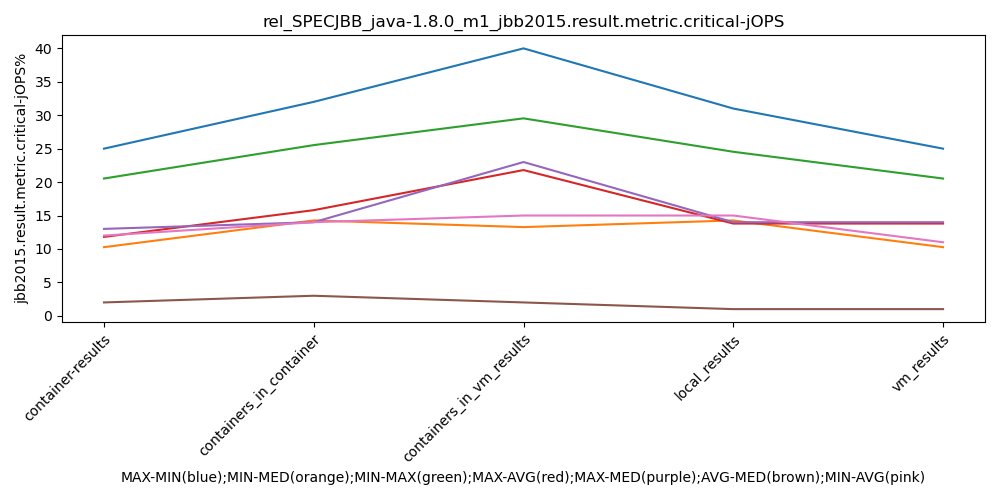 rel_SPECJBB_java-1.8.0_m1_jbb2015.result.metric.critical-jOPS
jbb2015.result.metric.critical-jOPS%
40
35
30
25
20
15
10
5
0
container-results
containers_in_container
containers_in_vm_results
local_results
vm_results
MAX-MIN(blue);MIN-MED(orange);MIN-MAX(green);MAX-AVG(red);MAX-MED(purple);AVG-MED(brown);MIN-AVG(pink)